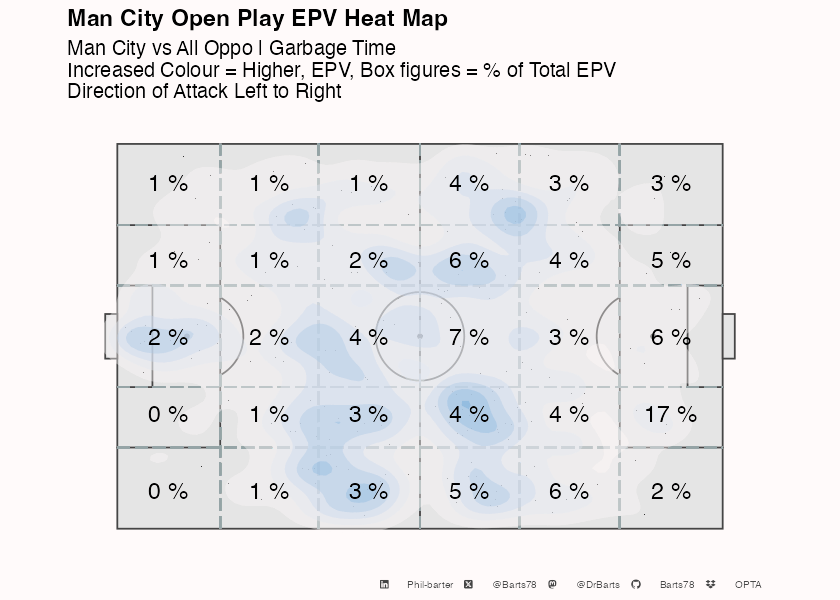 Man City Open Play EPV Heat Map
Man City vs All Oppo | Garbage Time
Increased Colour = Higher, EPV, Box figures = % of Total EPV
Direction of Attack Left to Right
1 % 1 % 1 % 4 % 3 % 3 %
1 % 1 % 2 % 6 % 4 % 5 %
2 % 2 % 4 % 7 % 3 % 6 %
0 % 1 % 3 % 4 % 4 % 17 %
0 % 1 % 3 % 5 % 6 % 2 %
Phil-barter @Barts78 @DrBarts Barts78 OPTA